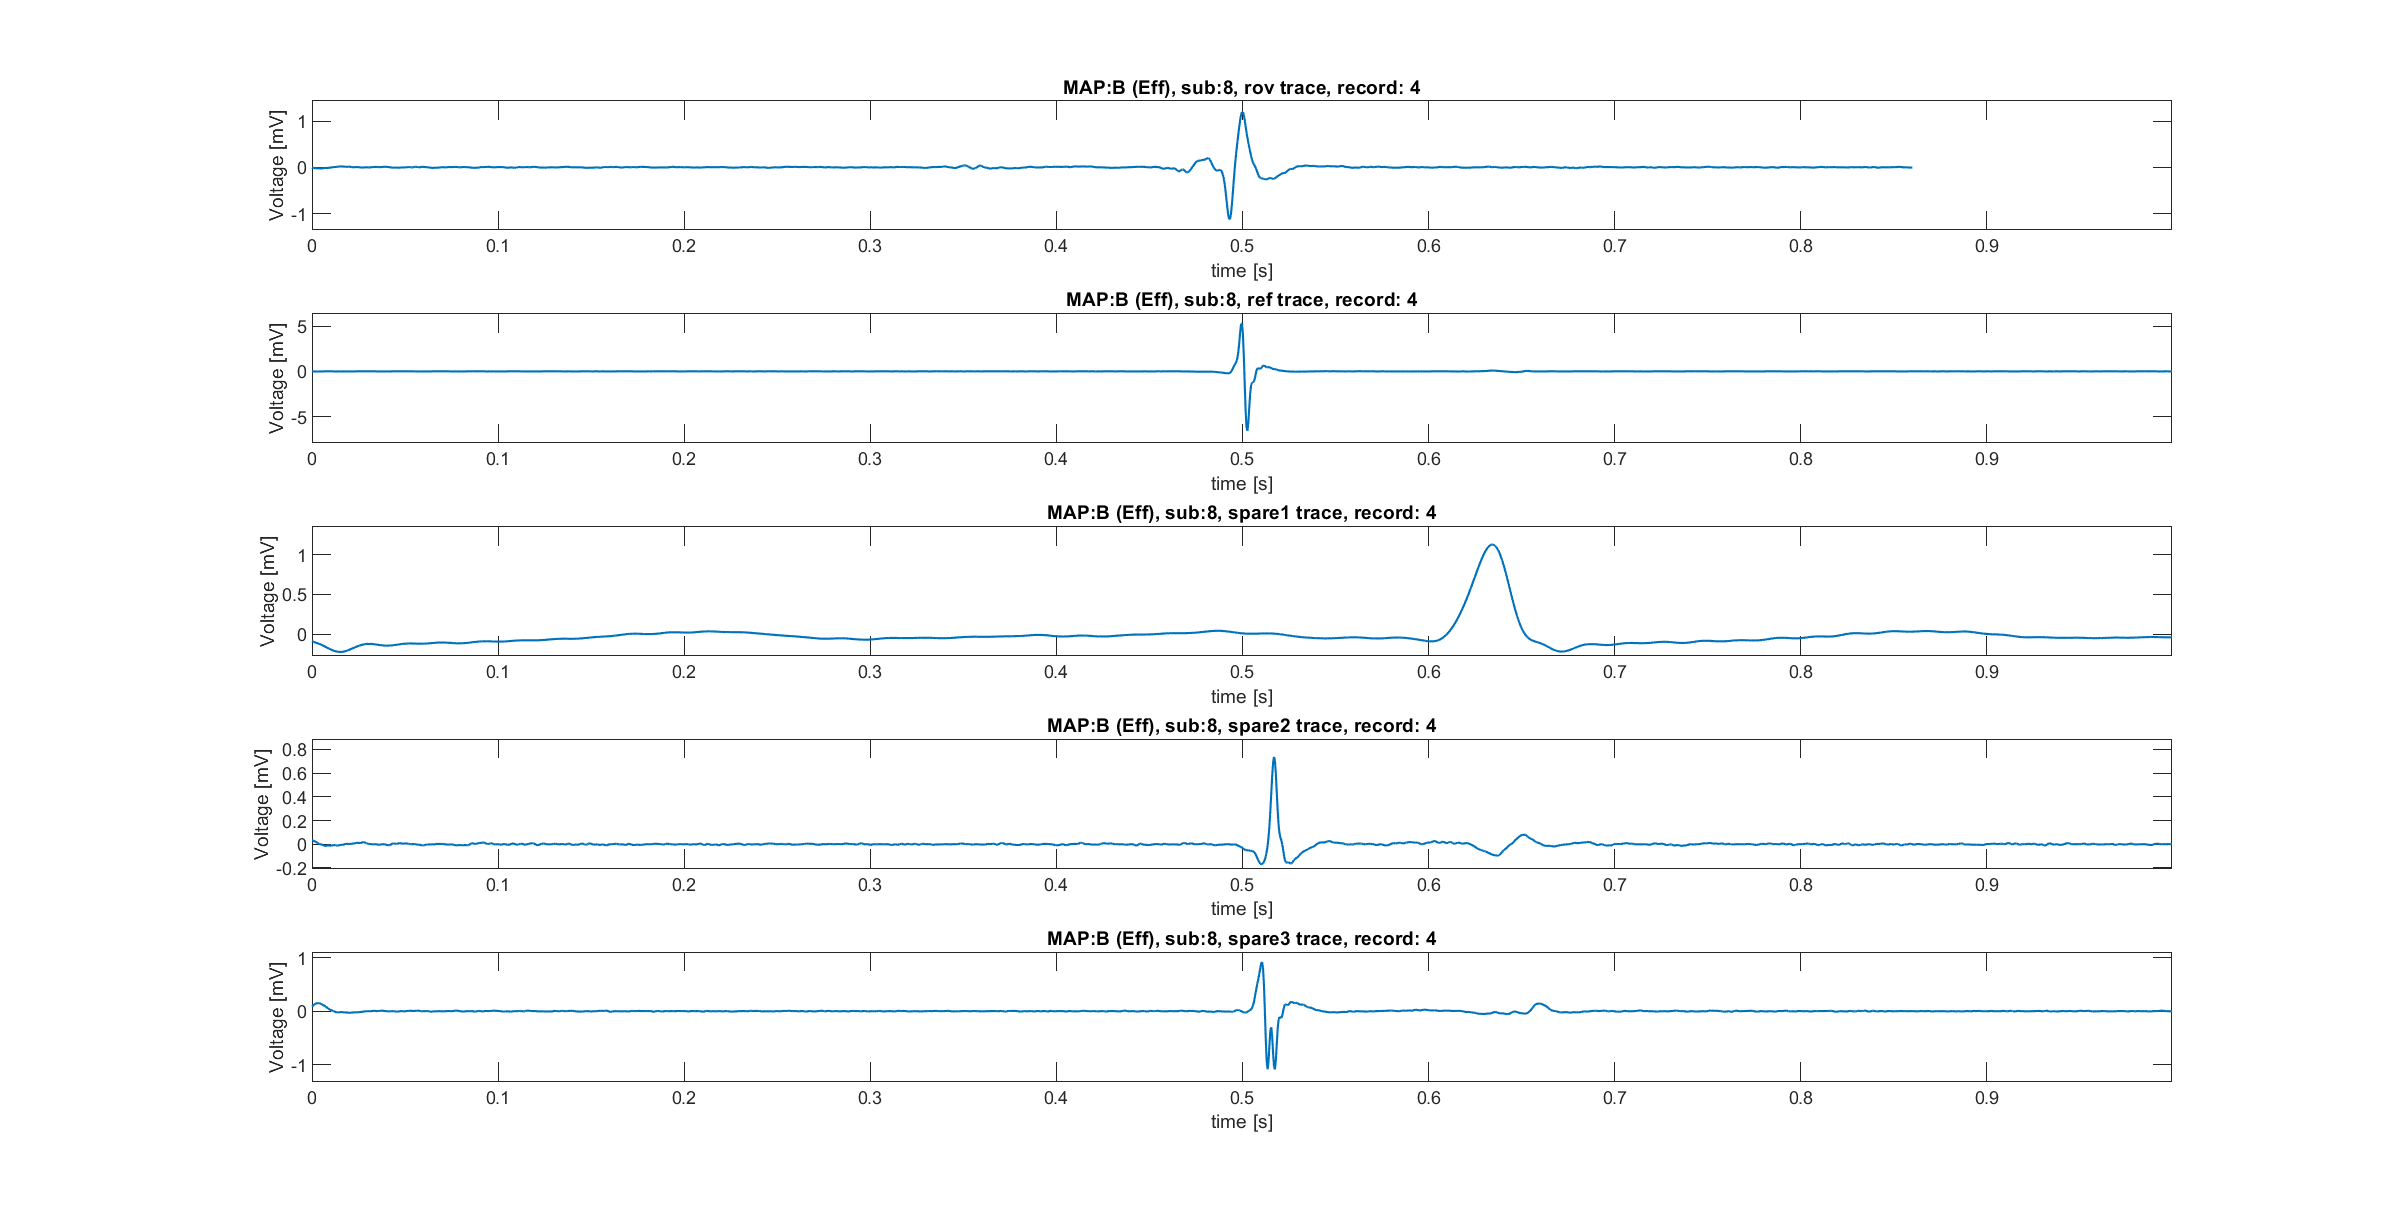 MAP:B (Eff), sub:8, rov trace, record: 4
Voltage [mV]
1
0
-1
0 0.1 0.2 0.3 0.4 0.5 0.6 0.7 0.8 0.9
time [s]
MAP:B (Eff), sub:8, ref trace, record: 4
Voltage [mV]
5
0
-5
0 0.1 0.2 0.3 0.4 0.5 0.6 0.7 0.8 0.9
time [s]
MAP:B (Eff), sub:8, spare1 trace, record: 4
Voltage [mV]
1
0.5
0
0 0.1 0.2 0.3 0.4 0.5 0.6 0.7 0.8 0.9
time [s]
MAP:B (Eff), sub:8, spare2 trace, record: 4
Voltage [mV]
0.8
0.6
0.4
0.2
0
-0.2
0 0.1 0.2 0.3 0.4 0.5 0.6 0.7 0.8 0.9
time [s]
MAP:B (Eff), sub:8, spare3 trace, record: 4
Voltage [mV]
1
0
-1
0 0.1 0.2 0.3 0.4 0.5 0.6 0.7 0.8 0.9
time [s]